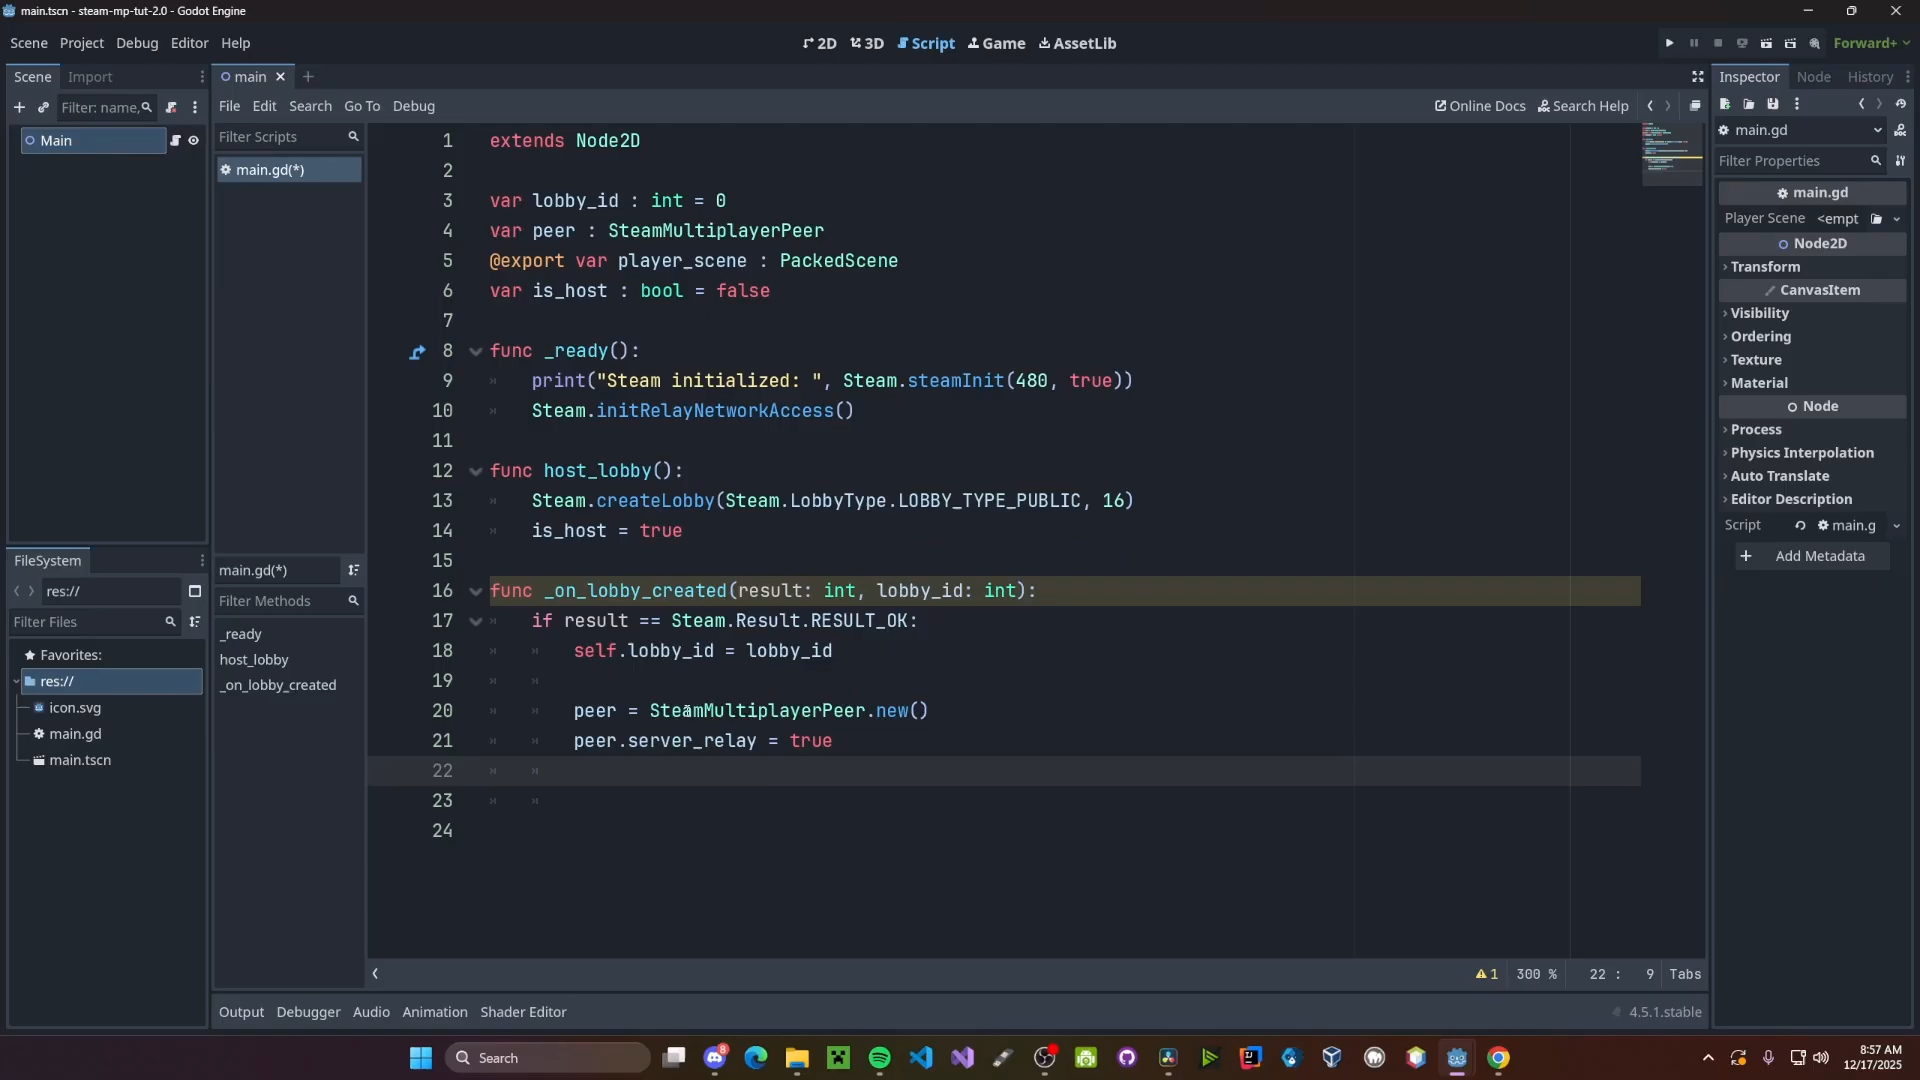 main.tscn - steam-mp-tut-2.0 - Godot Engine
Scene Project Debug Editor Help
2D 3D Script Game AssetLib
Forward+
Scene Import
main
Inspector Node History
Filter: name,
File Edit Search Go To Debug
Online Docs Search Help
Main
Filter Scripts
main.gd(*)
main.gd(*)
Filter Methods
_ready
host_lobby
_on_lobby_created
FileSystem
res://
Filter Files
Favorites:
res://
icon.svg
main.gd
main.tscn
1 extends Node2D
2
3 var lobby_id : int = 0
4 var peer : SteamMultiplayerPeer
5 @export var player_scene : PackedScene
6 var is_host : bool = false
7
8 func _ready():
9 print("Steam initialized: ", Steam.steamInit(480, true))
10 Steam.initRelayNetworkAccess()
11
12 func host_lobby():
13 Steam.createLobby(Steam.LobbyType.LOBBY_TYPE_PUBLIC, 16)
14 is_host = true
15
16 func _on_lobby_created(result: int, lobby_id: int):
17 if result == Steam.Result.RESULT_OK:
18 self.lobby_id = lobby_id
19
20 peer = SteamMultiplayerPeer.new()
21 peer.server_relay = true
22
23
24
1 300 % 22 : 9 Tabs
main.gd
Filter Properties
main.gd
Player Scene <empt
Node2D
Transform
CanvasItem
Visibility
Ordering
Texture
Material
Node
Process
Physics Interpolation
Auto Translate
Editor Description
Script main.g
Add Metadata
Output Debugger Audio Animation Shader Editor
4.5.1.stable
Search
8
8:57 AM
12/17/2025